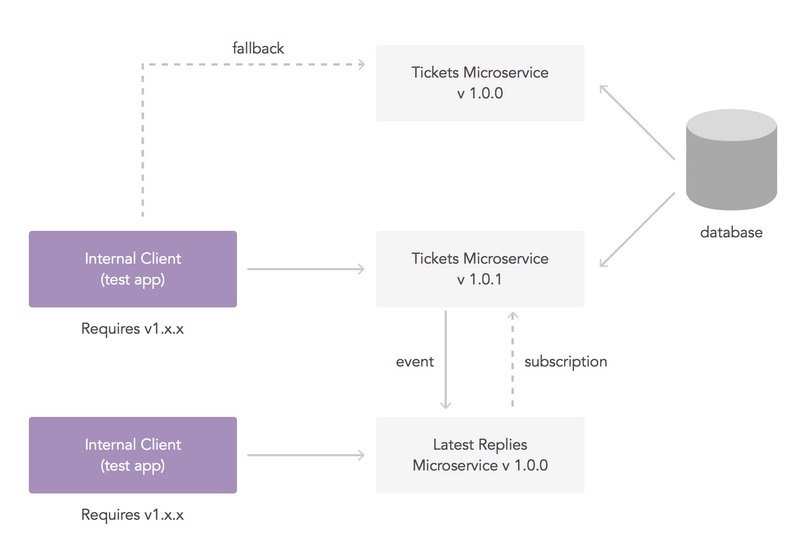 fallback
Tickets Microservice
v 1.0.0
database
Internal Client
(test app)
Requires v1.x.x
Tickets Microservice
v 1.0.1
event
subscription
Internal Client
(test app)
Requires v1.x.x
Latest Replies
Microservice v 1.0.0